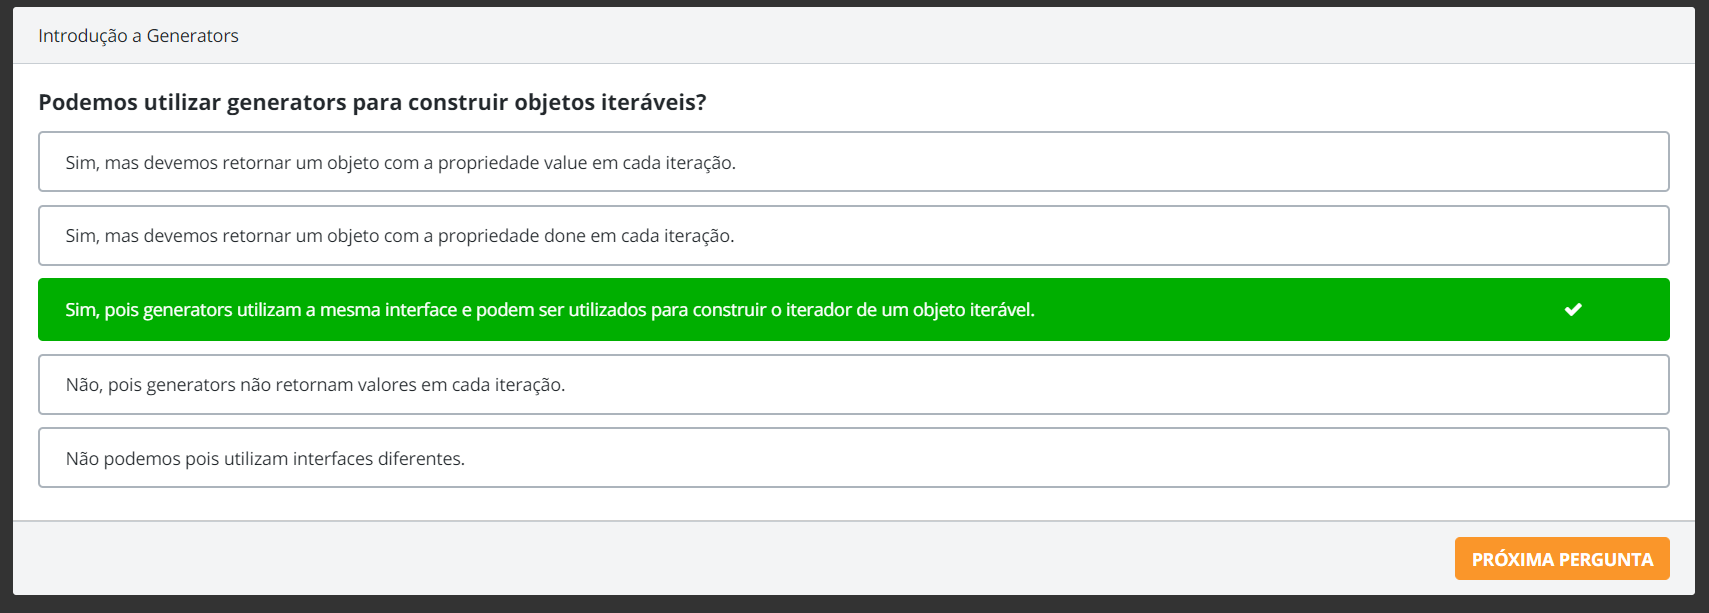 Introdução a Generators
Podemos utilizar generators para construir objetos iteráveis?
Sim, mas devemos retornar um objeto com a propriedade value em cada iteração.
Sim, mas devemos retornar um objeto com a propriedade done em cada iteração.
Sim, pois generators utilizam a mesma interface e podem ser utilizados para construir o iterador de um objeto iterável.
Não, pois generators não retornam valores em cada iteração.
Não podemos pois utilizam interfaces diferentes.
PRÓXIMA PERGUNTA